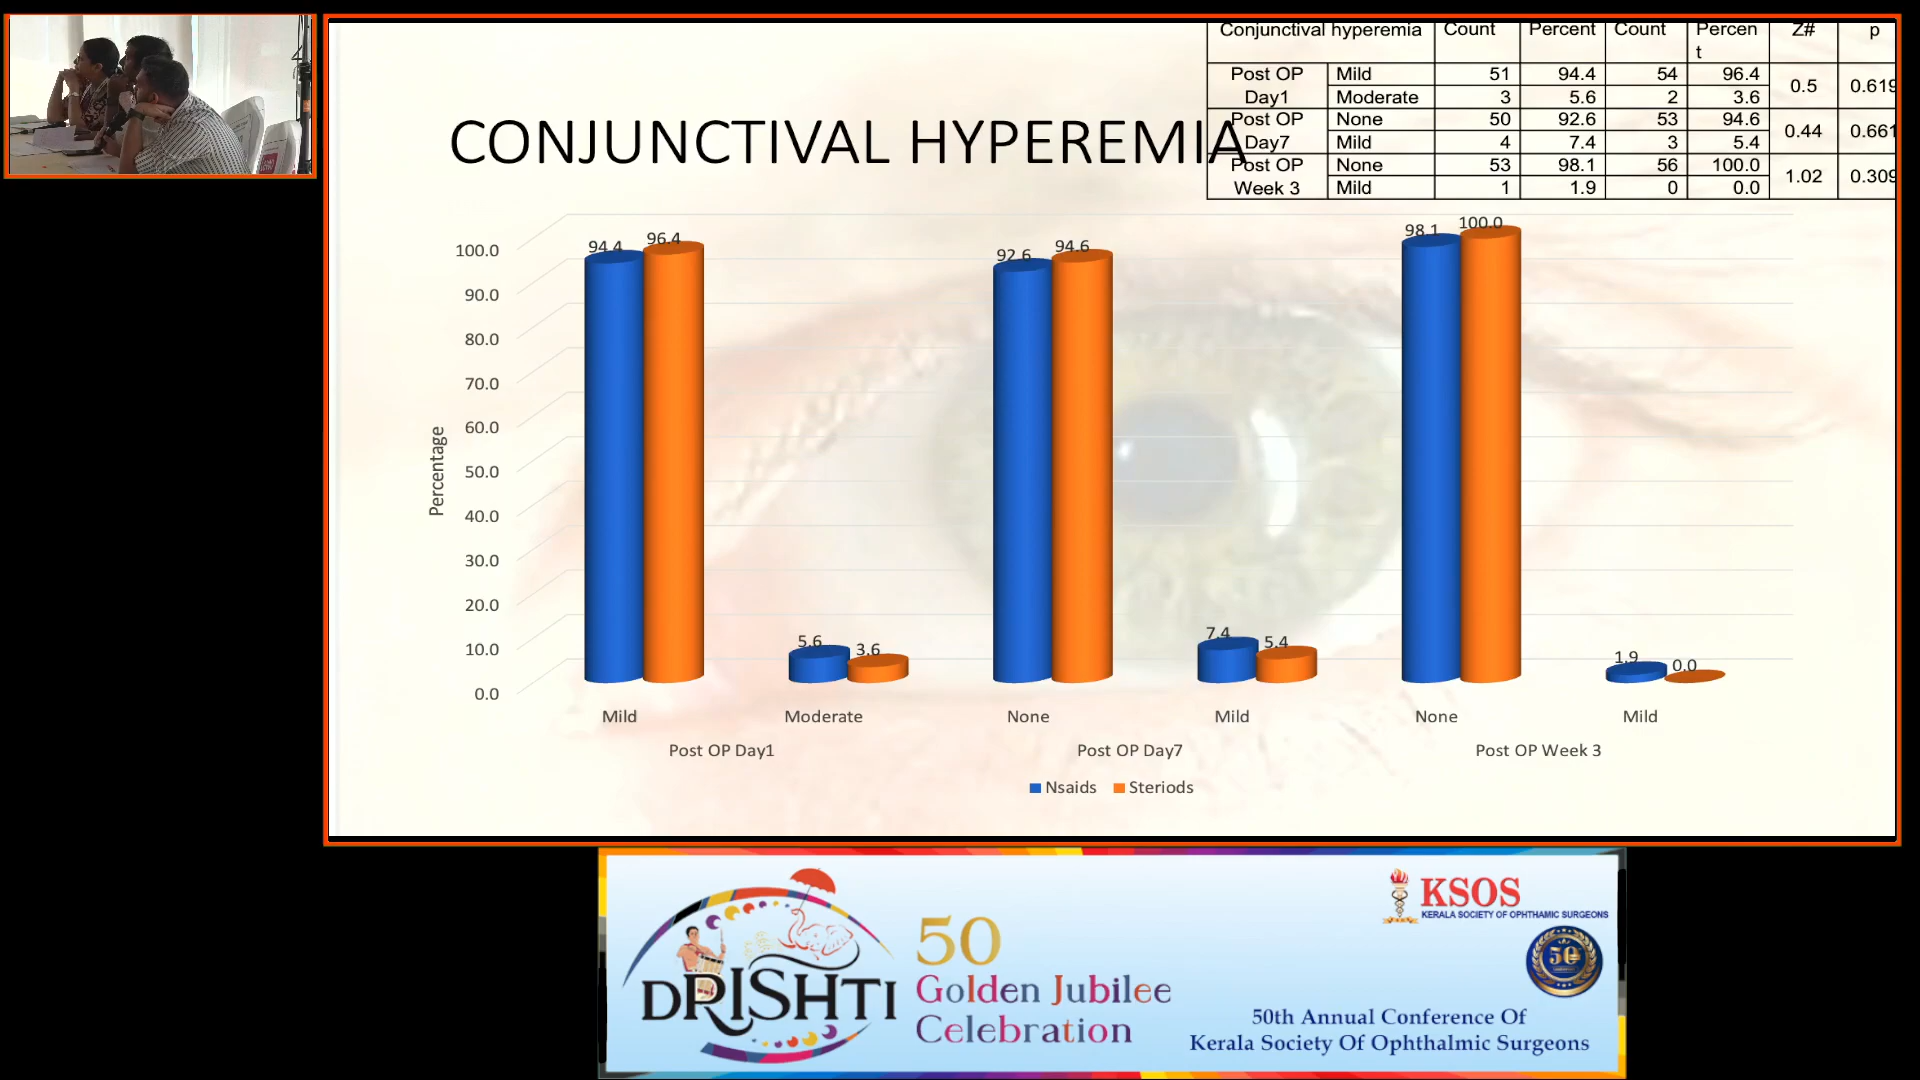 CONJUNCTIVAL HYPEREMIA
Conjunctival hyperemia Count Percent Count Percen t Z# p
Post OP Day1 Mild 51 94.4 54 96.4 0.5 0.619
Moderate 3 5.6 2 3.6
Post OP Day7 None 50 92.6 53 94.6 0.44 0.661
Mild 4 7.4 3 5.4
Post OP Week 3 None 53 98.1 56 100.0 1.02 0.309
Mild 1 1.9 0 0.0
Percentage
100.0
90.0
80.0
70.0
60.0
50.0
40.0
30.0
20.0
10.0
0.0
94.4 96.4 5.6 3.6 92.6 94.6 7.4 5.4 98.1 100.0 1.9 0.0
Mild Moderate None Mild None Mild
Post OP Day1 Post OP Day7 Post OP Week 3
Nsaids Steriods
DRISHTI
50
Golden Jubilee
Celebration
KSOS
KERALA SOCIETY OF OPHTHAMIC SURGEONS
50
50th Annual Conference Of
Kerala Society Of Ophthalmic Surgeons